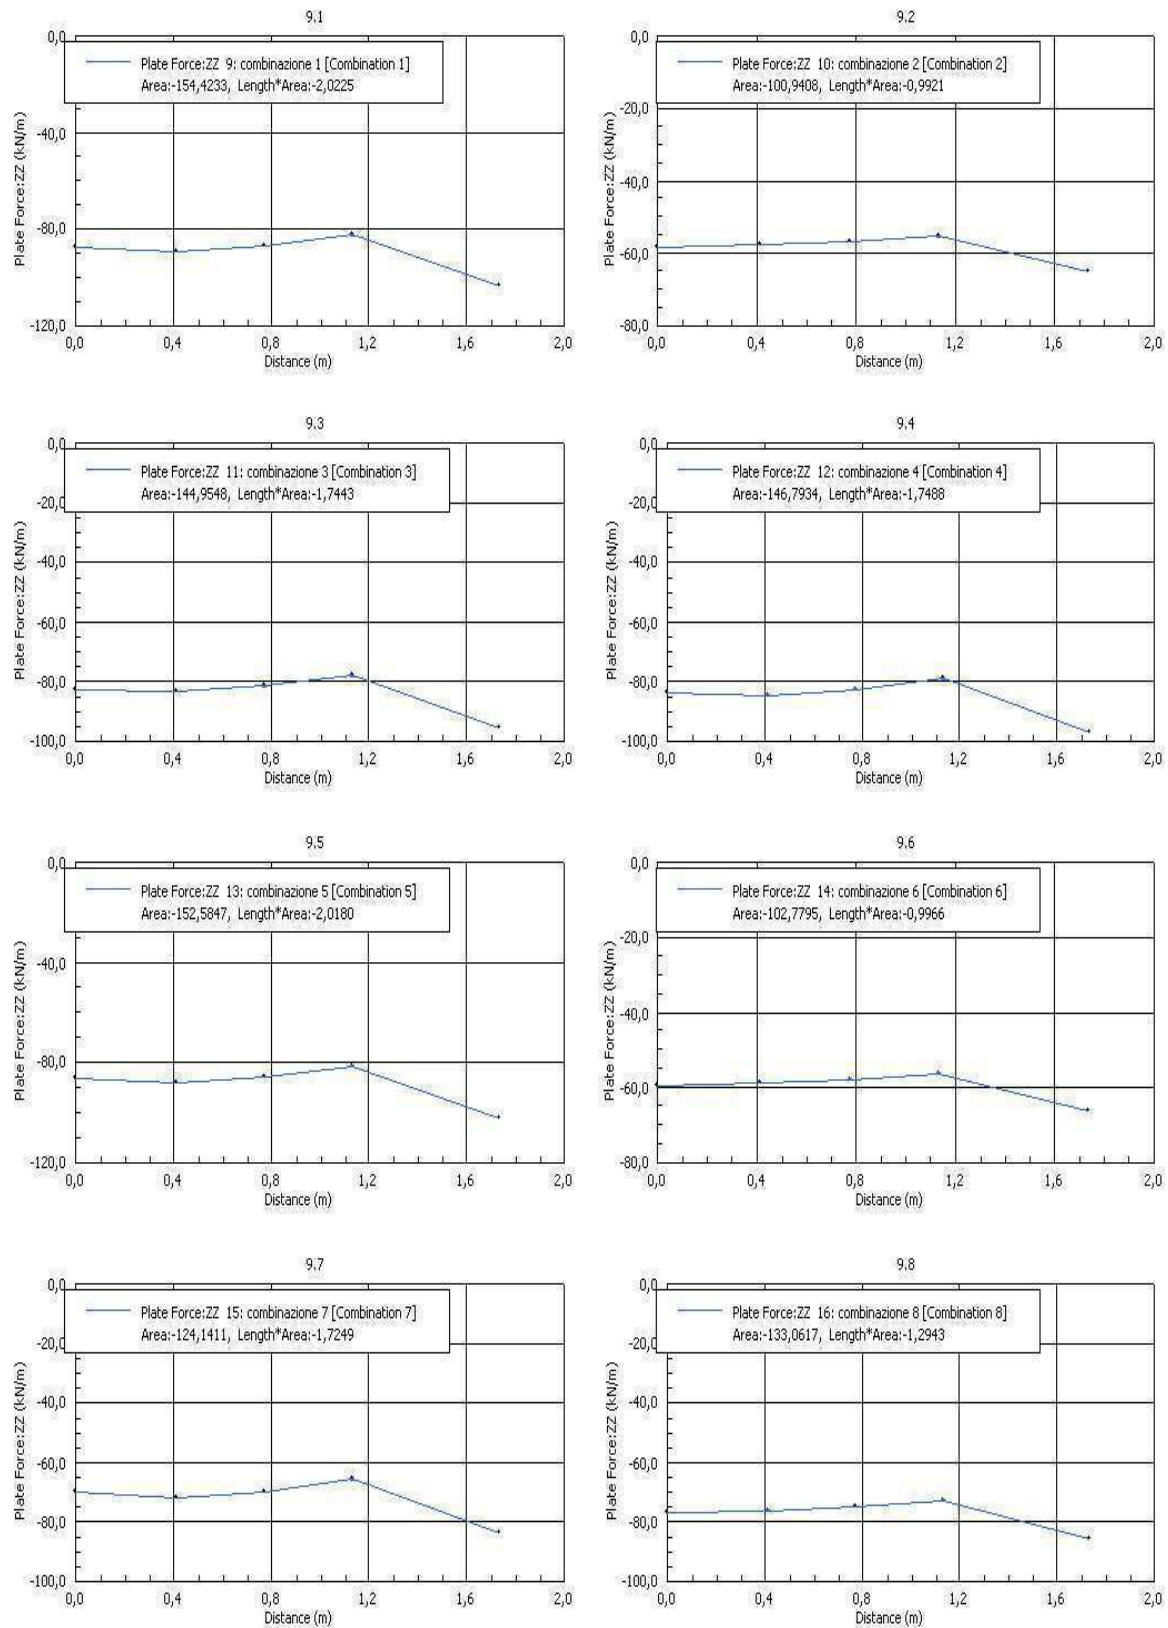 9.1
Plate Force:ZZ 9: combinazione 1 [Combination 1]
Area:-154,4233, Length*Area:-2,0225
Plate Force:ZZ (kN/m)
0,0
-40,0
-80,0
-120,0
0,0 0,4 0,8 1,2 1,6 2,0
Distance (m)
9.2
Plate Force:ZZ 10: combinazione 2 [Combination 2]
Area:-100,9408, Length*Area:-0,9921
Plate Force:ZZ (kN/m)
0,0
-20,0
-40,0
-60,0
-80,0
0,0 0,4 0,8 1,2 1,6 2,0
Distance (m)
9.3
Plate Force:ZZ 11: combinazione 3 [Combination 3]
Area:-144,9548, Length*Area:-1,7443
Plate Force:ZZ (kN/m)
0,0
-20,0
-40,0
-60,0
-80,0
-100,0
0,0 0,4 0,8 1,2 1,6 2,0
Distance (m)
9.4
Plate Force:ZZ 12: combinazione 4 [Combination 4]
Area:-146,7934, Length*Area:-1,7488
Plate Force:ZZ (kN/m)
0,0
-20,0
-40,0
-60,0
-80,0
-100,0
0,0 0,4 0,8 1,2 1,6 2,0
Distance (m)
9.5
Plate Force:ZZ 13: combinazione 5 [Combination 5]
Area:-152,5847, Length*Area:-2,0180
Plate Force:ZZ (kN/m)
0,0
-40,0
-80,0
-120,0
0,0 0,4 0,8 1,2 1,6 2,0
Distance (m)
9.6
Plate Force:ZZ 14: combinazione 6 [Combination 6]
Area:-102,7795, Length*Area:-0,9966
Plate Force:ZZ (kN/m)
0,0
-20,0
-40,0
-60,0
-80,0
0,0 0,4 0,8 1,2 1,6 2,0
Distance (m)
9.7
Plate Force:ZZ 15: combinazione 7 [Combination 7]
Area:-124,1411, Length*Area:-1,7249
Plate Force:ZZ (kN/m)
0,0
-20,0
-40,0
-60,0
-80,0
-100,0
0,0 0,4 0,8 1,2 1,6 2,0
Distance (m)
9.8
Plate Force:ZZ 16: combinazione 8 [Combination 8]
Area:-133,0617, Length*Area:-1,2943
Plate Force:ZZ (kN/m)
0,0
-20,0
-40,0
-60,0
-80,0
-100,0
0,0 0,4 0,8 1,2 1,6 2,0
Distance (m)